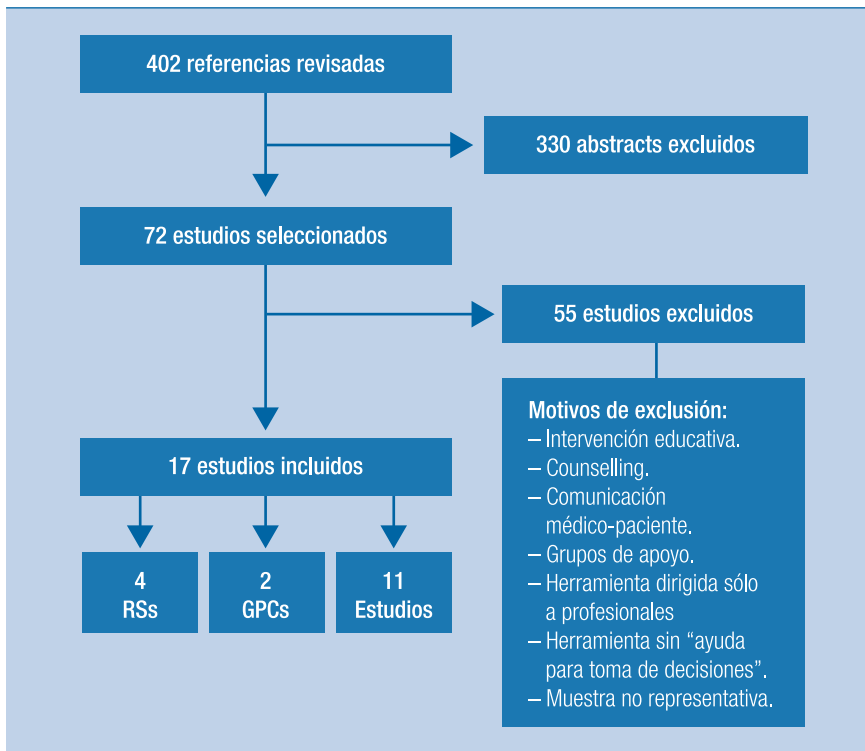 402 referencias revisadas
330 abstracts excluidos
72 estudios seleccionados
55 estudios excluidos
Motivos de exclusión:
– Intervención educativa.
– Counselling.
– Comunicación
médico-paciente.
– Grupos de apoyo.
– Herramienta dirigida sólo
a profesionales
– Herramienta sin “ayuda
para toma de decisiones”.
– Muestra no representativa.
17 estudios incluidos
4
RSs
2
GPCs
11
Estudios